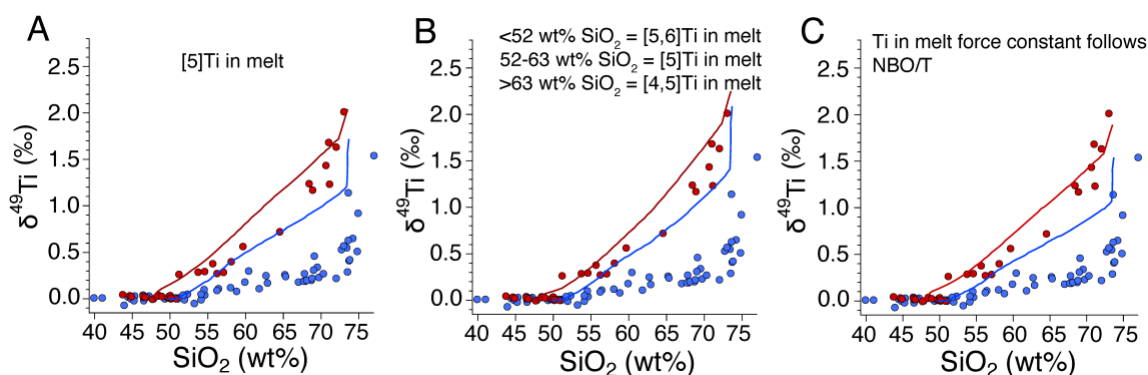 A
[5]Ti in melt
2.5
2.0
1.5
1.0
0.5
0.0
δ⁴⁹Ti (‰)
40 45 50 55 60 65 70 75
SiO₂ (wt%)
B
<52 wt% SiO₂ = [5,6]Ti in melt
52-63 wt% SiO₂ = [5]Ti in melt
>63 wt% SiO₂ = [4,5]Ti in melt
2.5
2.0
1.5
1.0
0.5
0.0
δ⁴⁹Ti (‰)
40 45 50 55 60 65 70 75
SiO₂ (wt%)
C
Ti in melt force constant follows
NBO/T
2.5
2.0
1.5
1.0
0.5
0.0
δ⁴⁹Ti (‰)
40 45 50 55 60 65 70 75
SiO₂ (wt%)